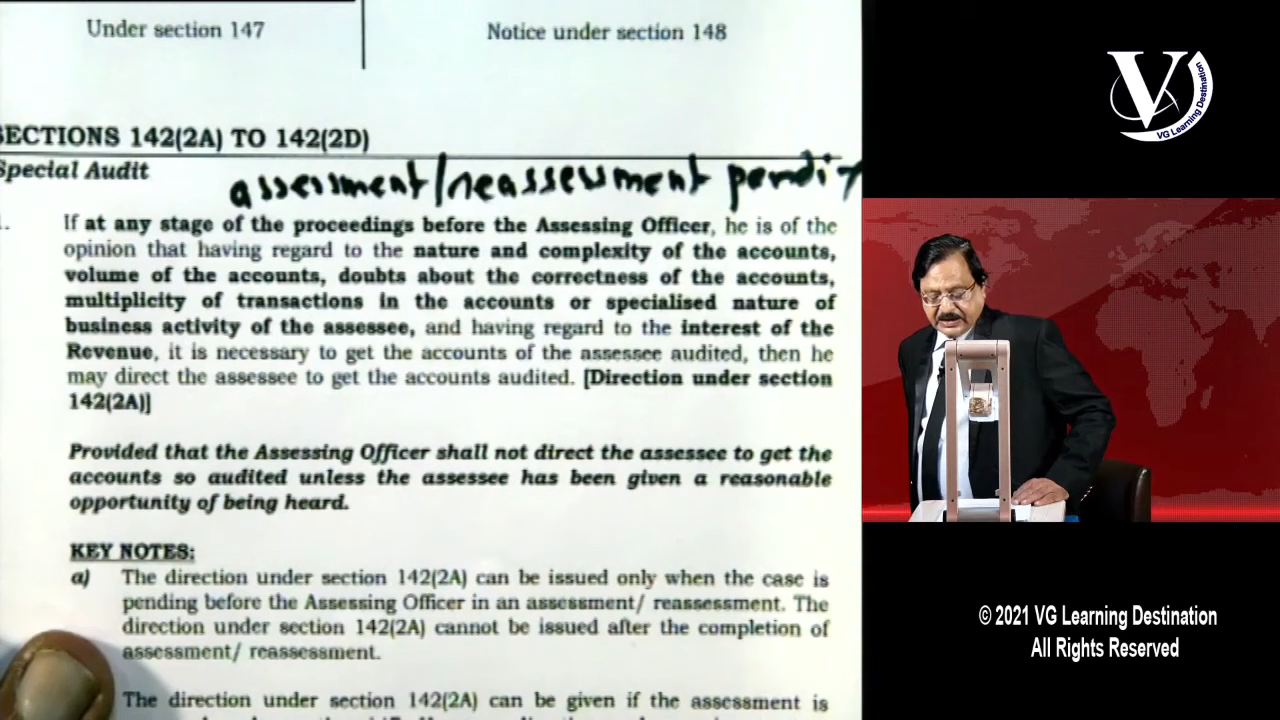 Under section 147
Notice under section 148
SECTIONS 142(2A) TO 142(2D)
Special Audit
assessment/reassessment pendi
If at any stage of the proceedings before the Assessing Officer, he is of the
opinion that having regard to the nature and complexity of the accounts,
volume of the accounts, doubts about the correctness of the accounts,
multiplicity of transactions in the accounts or specialised nature of
business activity of the assessee, and having regard to the interest of the
Revenue, it is necessary to get the accounts of the assessee audited, then he
may direct the assessee to get the accounts audited. [Direction under section
142(2A)]
Provided that the Assessing Officer shall not direct the assessee to get the
accounts so audited unless the assessee has been given a reasonable
opportunity of being heard.
KEY NOTES:
a) The direction under section 142(2A) can be issued only when the case is
pending before the Assessing Officer in an assessment/ reassessment. The
direction under section 142(2A) cannot be issued after the completion of
assessment/ reassessment.
The direction under section 142(2A) can be given if the assessment is
V
VG Learning Destination
© 2021 VG Learning Destination
All Rights Reserved